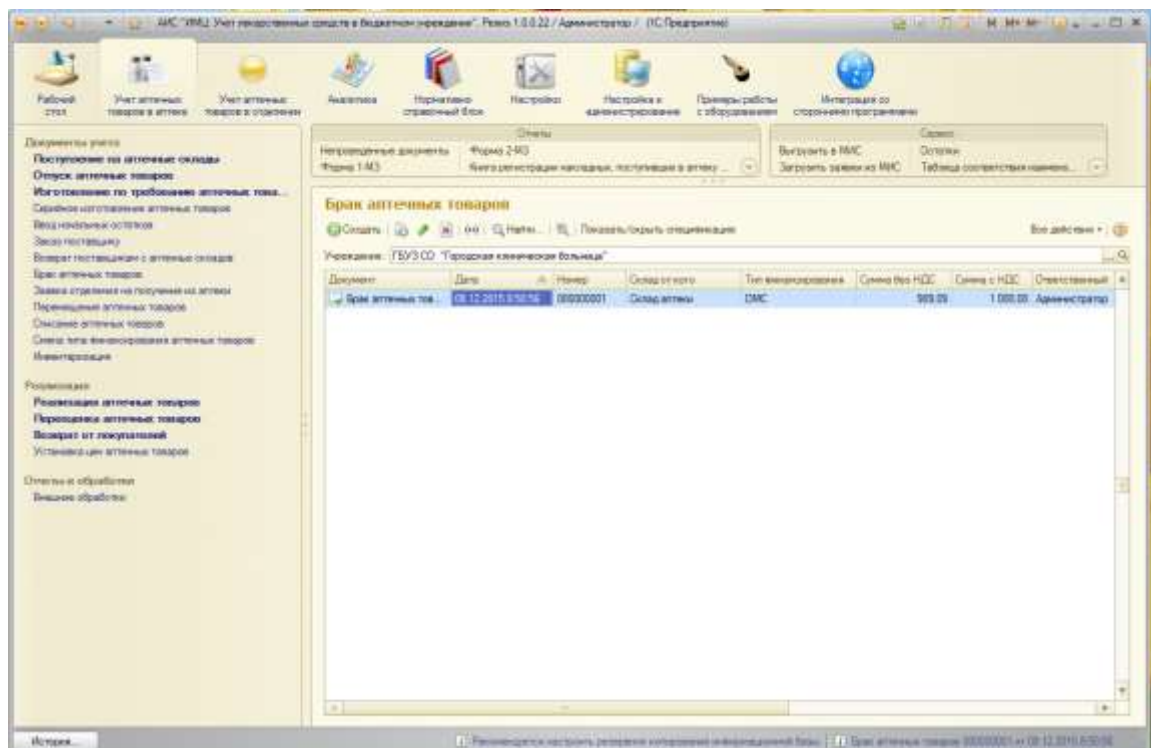 АИС "ИМЦ: Учет лекарственных средств в бюджетном учреждении". Релиз 1.0.0.22 / Администратор / (1С:Предприятие)
M M+ M-
Рабочий стол
Учет аптечных товаров в аптеке
Учет аптечных товаров в отделении
Аналитика
Нормативно справочный блок
Настройки
Настройка и администрирование
Примеры работы с оборудованием
Интеграция со сторонними программами
Документы учета
Поступление на аптечные склады
Отпуск аптечных товаров
Изготовление по требованию аптечных това...
Серийное изготовление аптечных товаров
Ввод начальных остатков
Заказ поставщику
Возврат поставщикам с аптечных складов
Брак аптечных товаров
Заявка отделения на получение из аптеки
Перемещение аптечных товаров
Списание аптечных товаров
Смена типа финансирования аптечных товаров
Инвентаризация
Реализация
Реализация аптечных товаров
Переоценка аптечных товаров
Возврат от покупателей
Установка цен аптечных товаров
Отчеты и обработки
Внешние обработки
Отчеты
Непроведенные документы
Форма 2-МЗ
Форма 1-МЗ
Книга регистрации накладных, поступивших в аптеку ...
Сервис
Выгрузить в МИС
Остатки
Загрузить заявки из МИС
Таблица соответствия наимено...
Брак аптечных товаров
Создать
Найти...
Показать/скрыть спецификацию
Все действия
Учреждение: ГБУЗ СО "Городская клиническая больница"
Документ Дата Номер Склад от кого Тип финансирования Сумма без НДС Сумма с НДС Ответственный
Брак аптечных тов... 08.12.2015 8:50:56 000000001 Склад аптеки ОМС 909,09 1 000,00 Администратор
История...
Рекомендуется настроить резервное копирование информационной базы
Брак аптечных товаров 000000001 от 08.12.2015 8:50:56